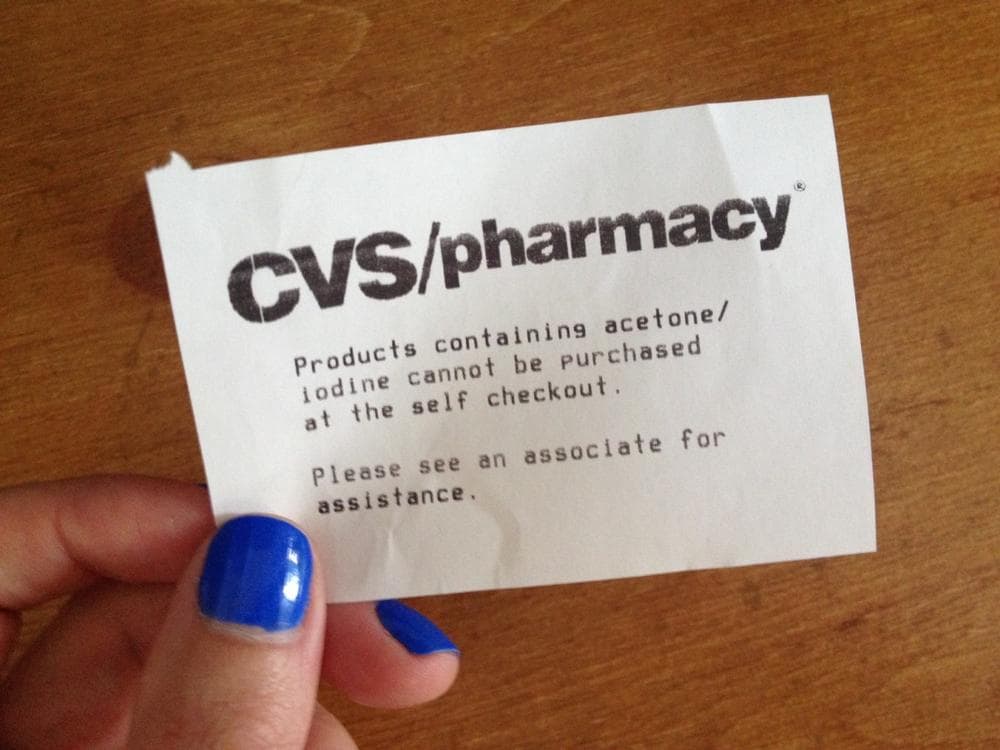 CVS/pharmacy®
Products containing acetone/
iodine cannot be purchased
at the self checkout.
Please see an associate for
assistance.